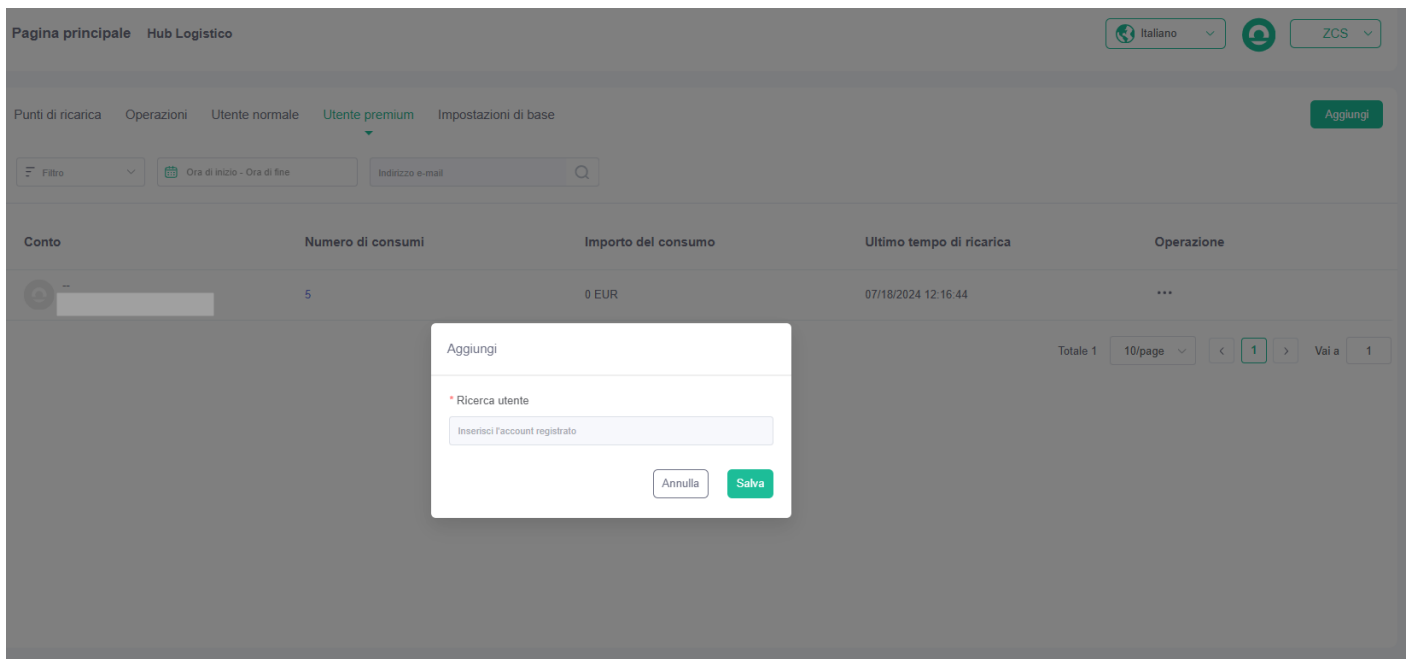 Pagina principale Hub Logistico Italiano ZCS
Punti di ricarica Operazioni Utente normale Utente premium Impostazioni di base Aggiungi
Filtro Ora di inizio - Ora di fine Indirizzo e-mail
Conto Numero di consumi Importo del consumo Ultimo tempo di ricarica Operazione
--
5 0 EUR 07/18/2024 12:16:44 •••
Aggiungi
Totale 1 10/page < 1 > Vai a 1
* Ricerca utente
Inserisci l'account registrato
Annulla Salva